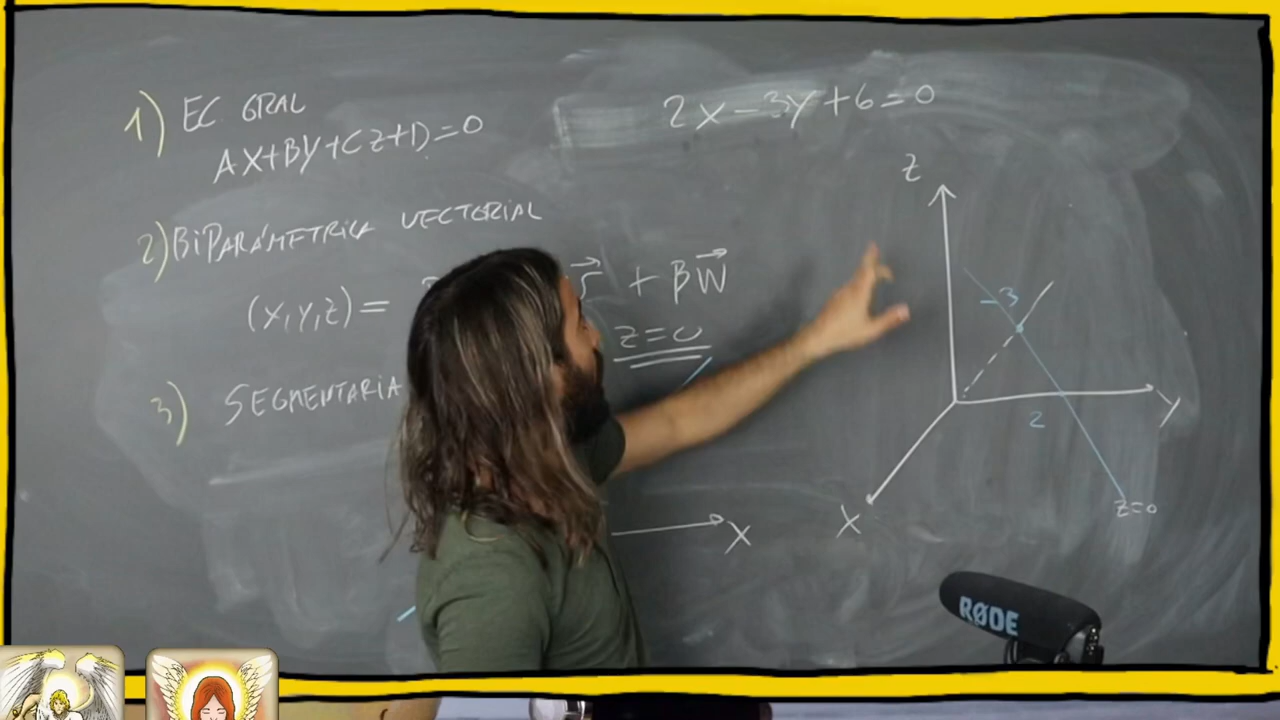 1) EC GRAL
AX+BY+CZ+D=0
2) BIPARÁMETRICA VECTORIAL
(X,Y,Z)=
+ βW⃗
Z=0
3) SEGMENTARIA
X
2X-3Y+6=0
Z
-3
2
Y
X
Z=0
RØDE